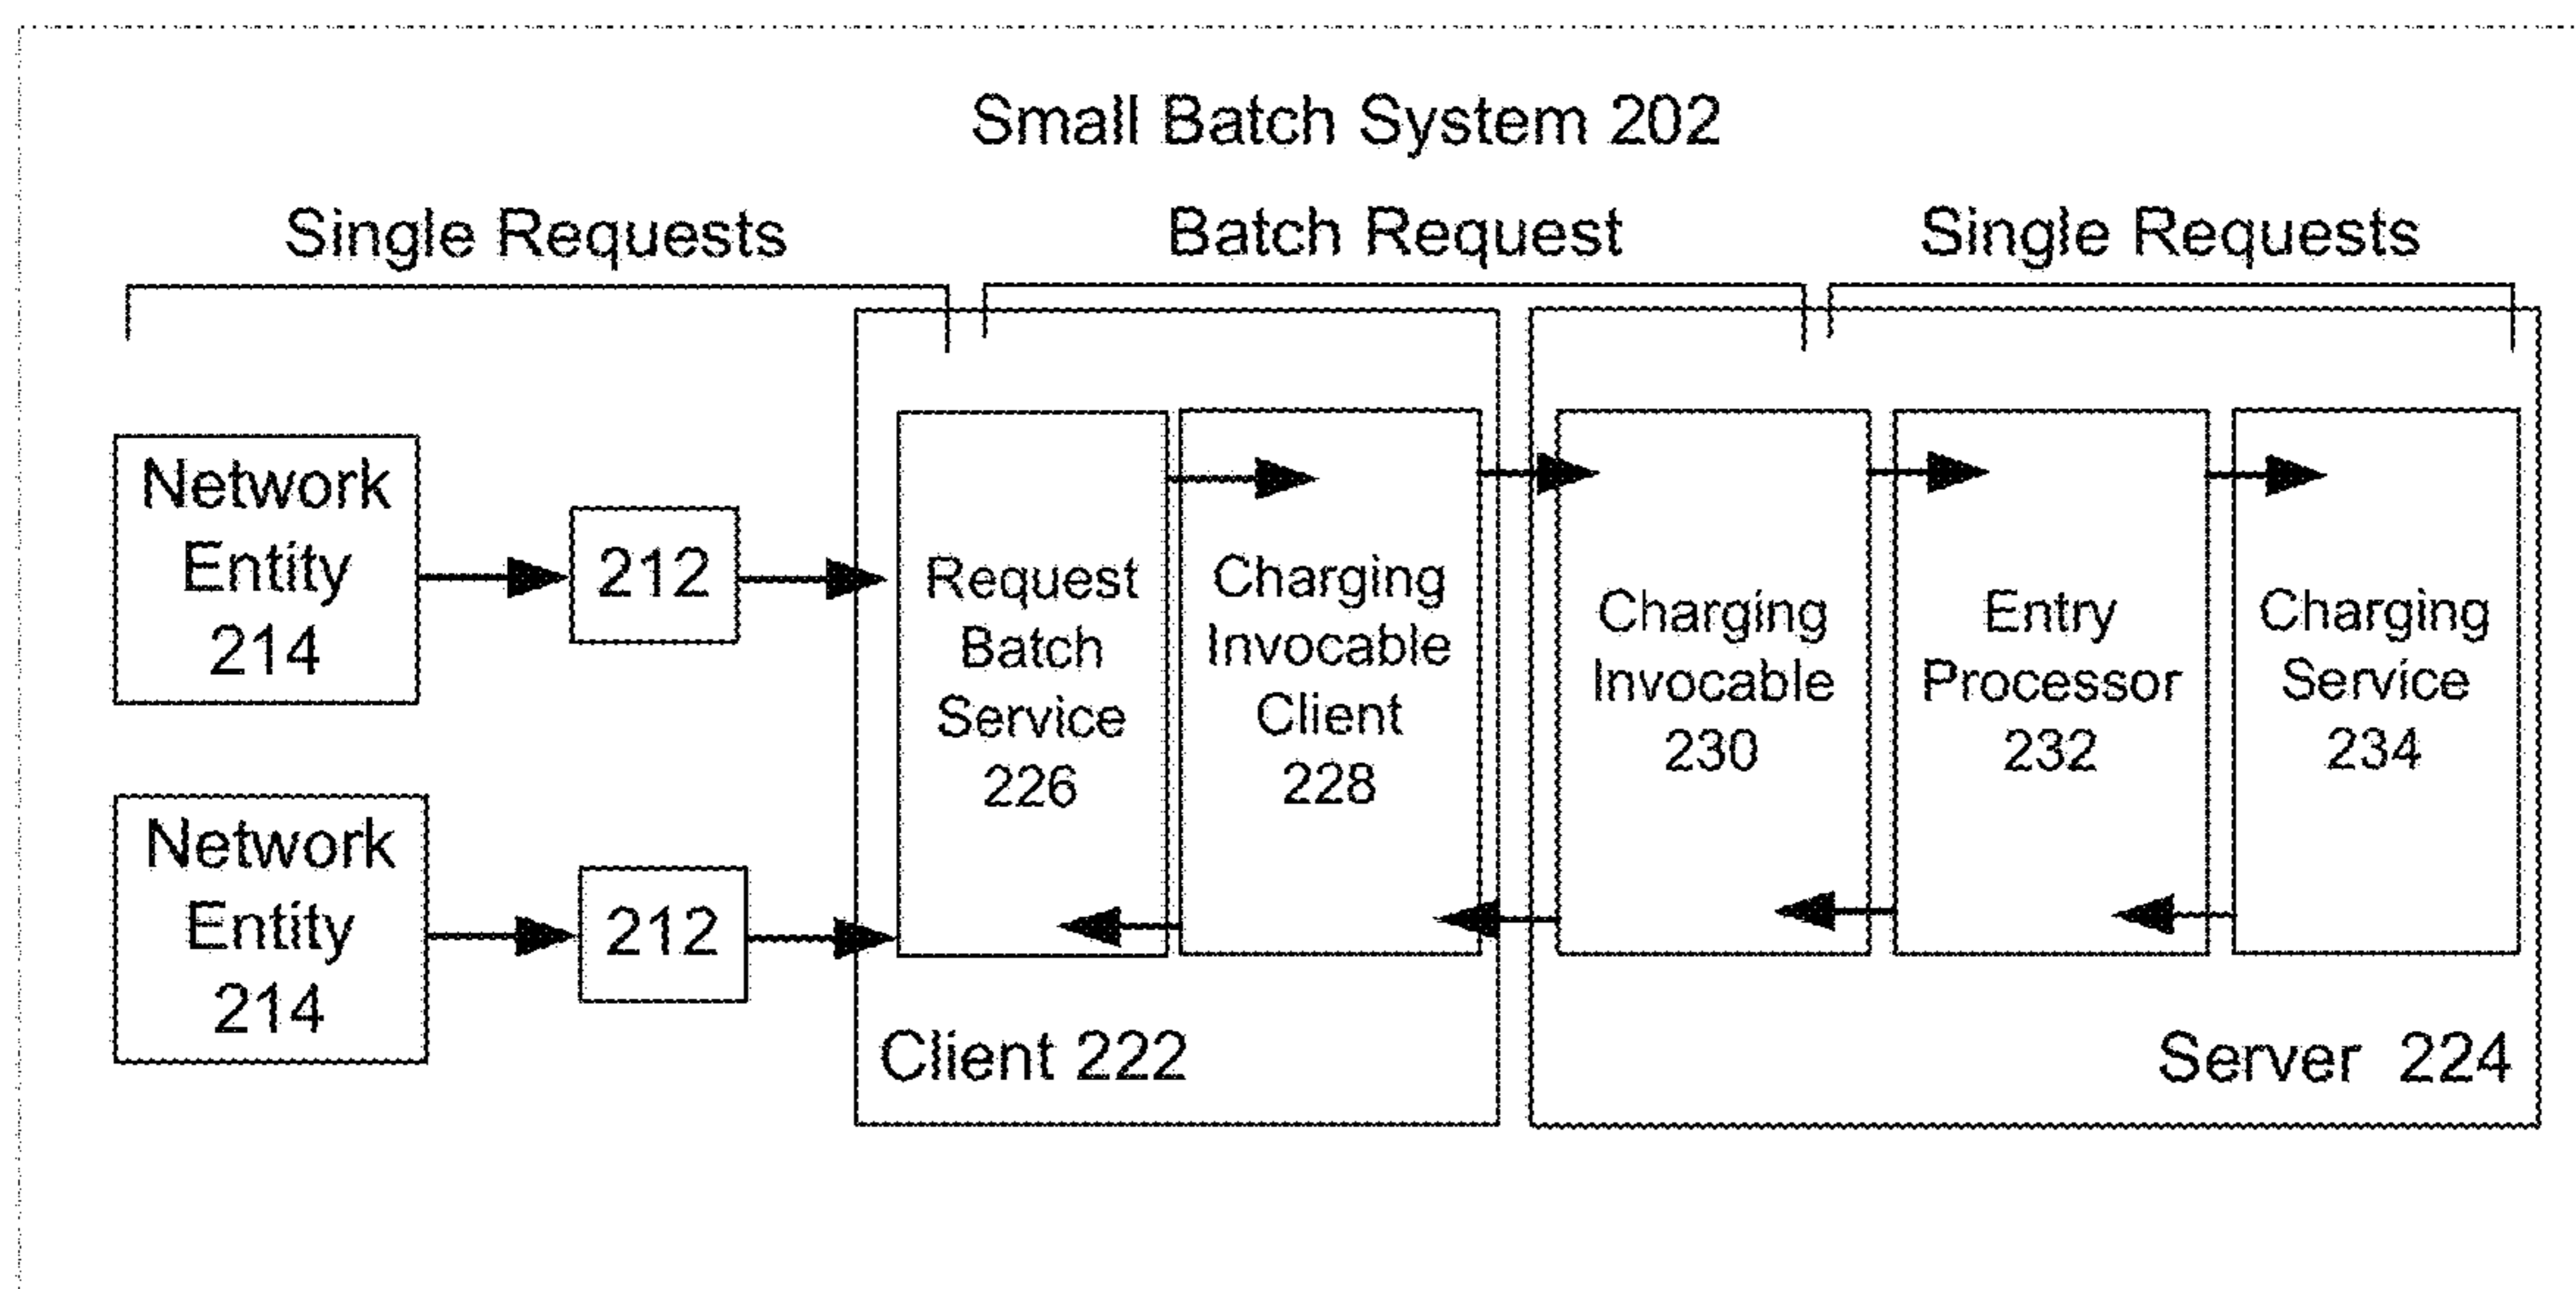 Small Batch System 202
Single Requests
Batch Request
Single Requests
Network
Entity
214
212
Network
Entity
214
212
Request
Batch
Service
226
Charging
Invocable
Client
228
Client 222
Charging
Invocable
230
Entry
Processor
232
Charging
Service
234
Server 224